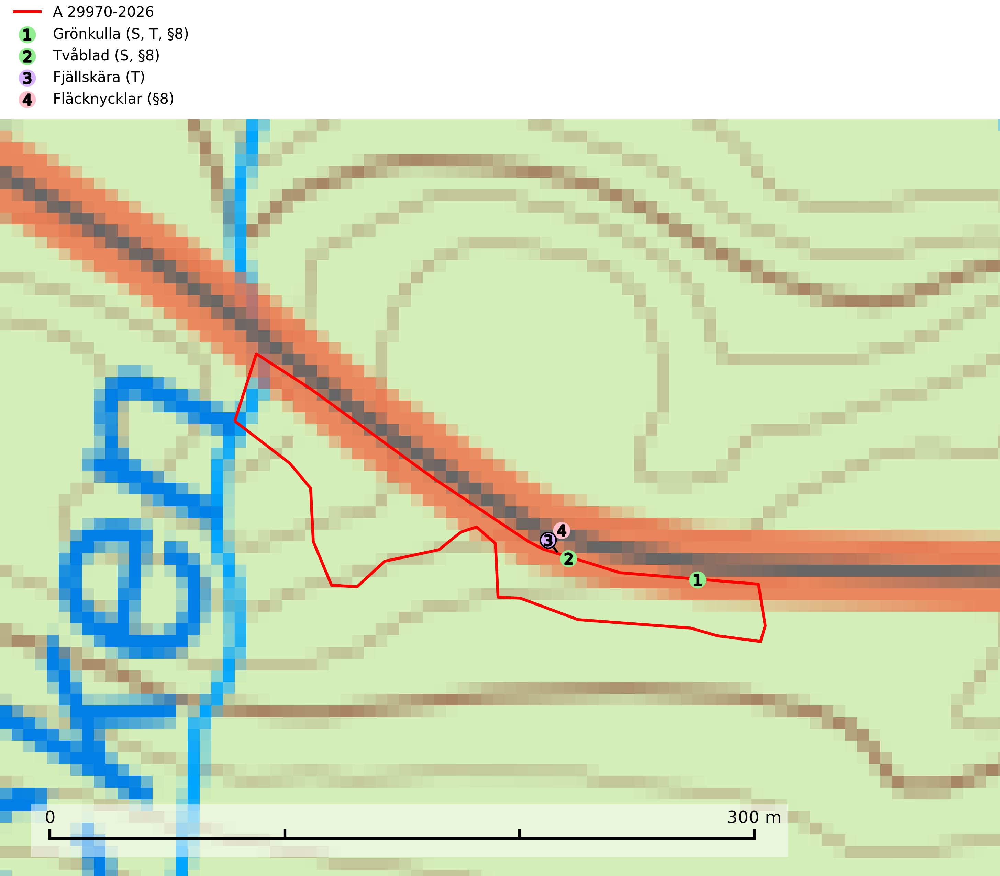 A 29970-2026
1 Grönkulla (S, T, §8)
2 Tvåblad (S, §8)
3 Fjällskära (T)
4 Fläcknycklar (§8)
4
3
2
1
0 300 m